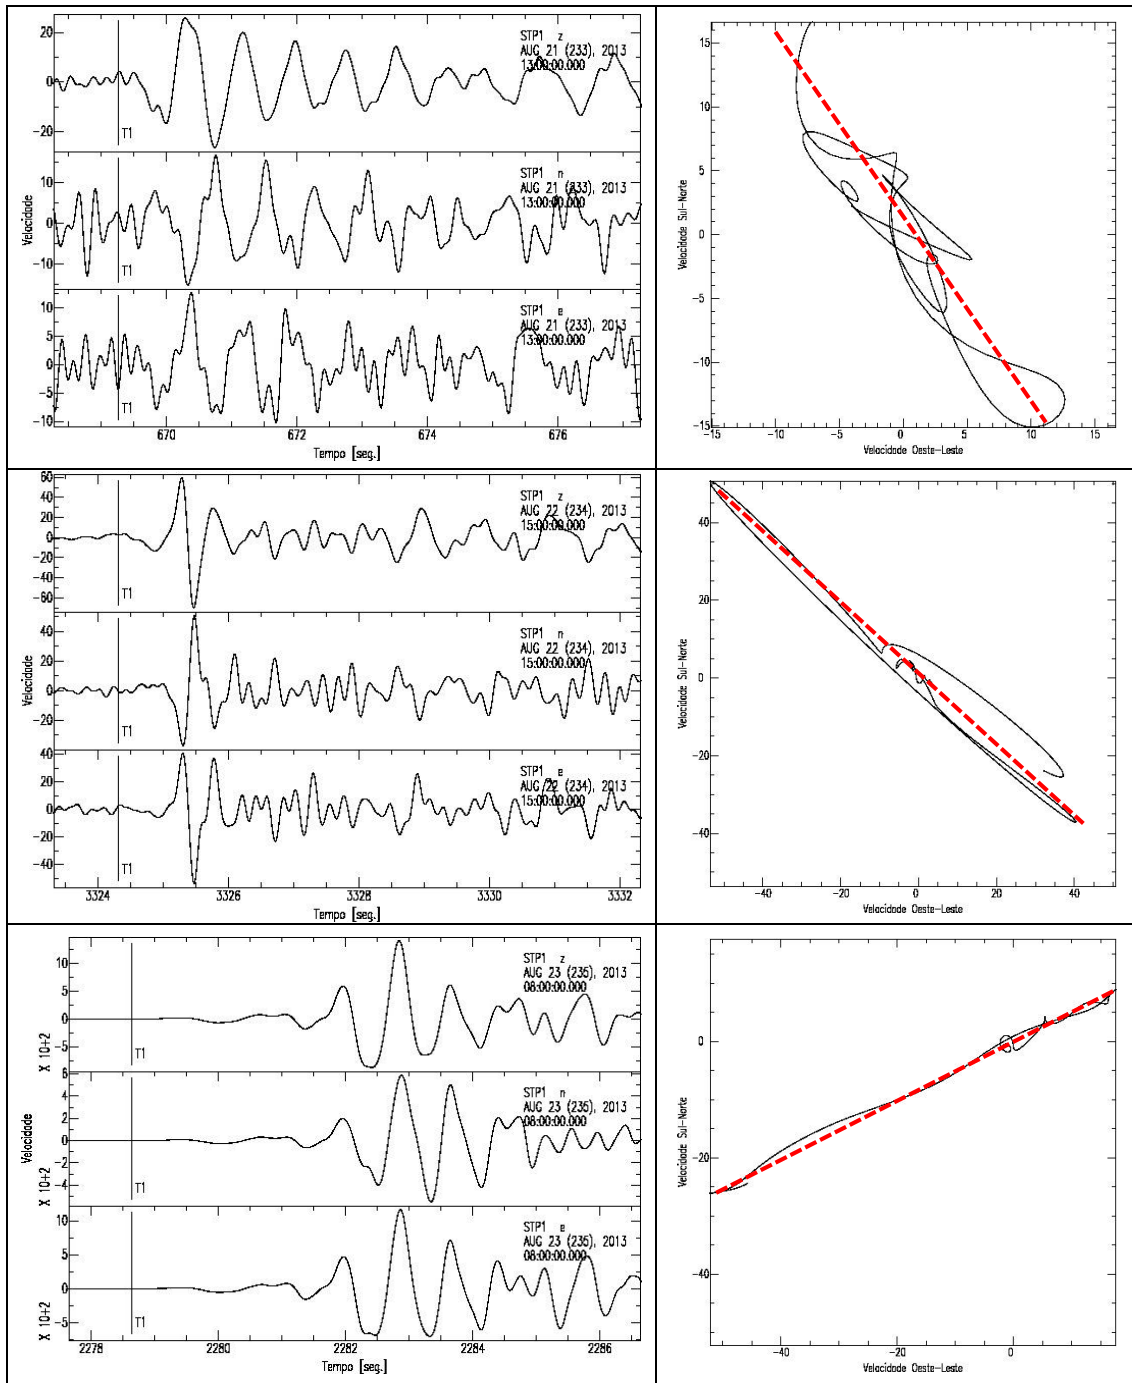 STP1 z
AUG 21 (233), 2013
13:00:00.000
20
0
-20
T1
STP1 n
AUG 21 (233), 2013
13:00:00.000
15
10
5
0
-5
-10
T1
Velocidade
STP1 e
AUG 21 (233), 2013
13:00:00.000
10
5
0
-5
-10
T1
670
672
674
676
Tempo [seg.]
15
10
5
0
-5
-10
-15
Velocidade Sul-Norte
-15
-10
-5
0
5
10
15
Velocidade Oeste-Leste
STP1 z
AUG 22 (234), 2013
15:00:00.000
60
40
20
0
-20
-40
-60
T1
STP1 n
AUG 22 (234), 2013
15:00:00.000
40
20
0
-20
T1
Velocidade
STP1 e
AUG 22 (234), 2013
15:00:00.000
40
20
0
-20
-40
T1
3324
3326
3328
3330
3332
Tempo [seg.]
40
20
0
-20
-40
Velocidade Sul-Norte
-40
-20
0
20
40
Velocidade Oeste-Leste
STP1 z
AUG 23 (235), 2013
08:00:00.000
10
5
0
-5
X 10+2
T1
STP1 n
AUG 23 (235), 2013
08:00:00.000
6
4
2
0
-2
-4
X 10+2
T1
Velocidade
STP1 e
AUG 23 (235), 2013
08:00:00.000
10
5
0
-5
X 10+2
T1
2278
2280
2282
2284
2286
Tempo [seg.]
0
-20
-40
Velocidade Sul-Norte
-40
-20
0
Velocidade Oeste-Leste